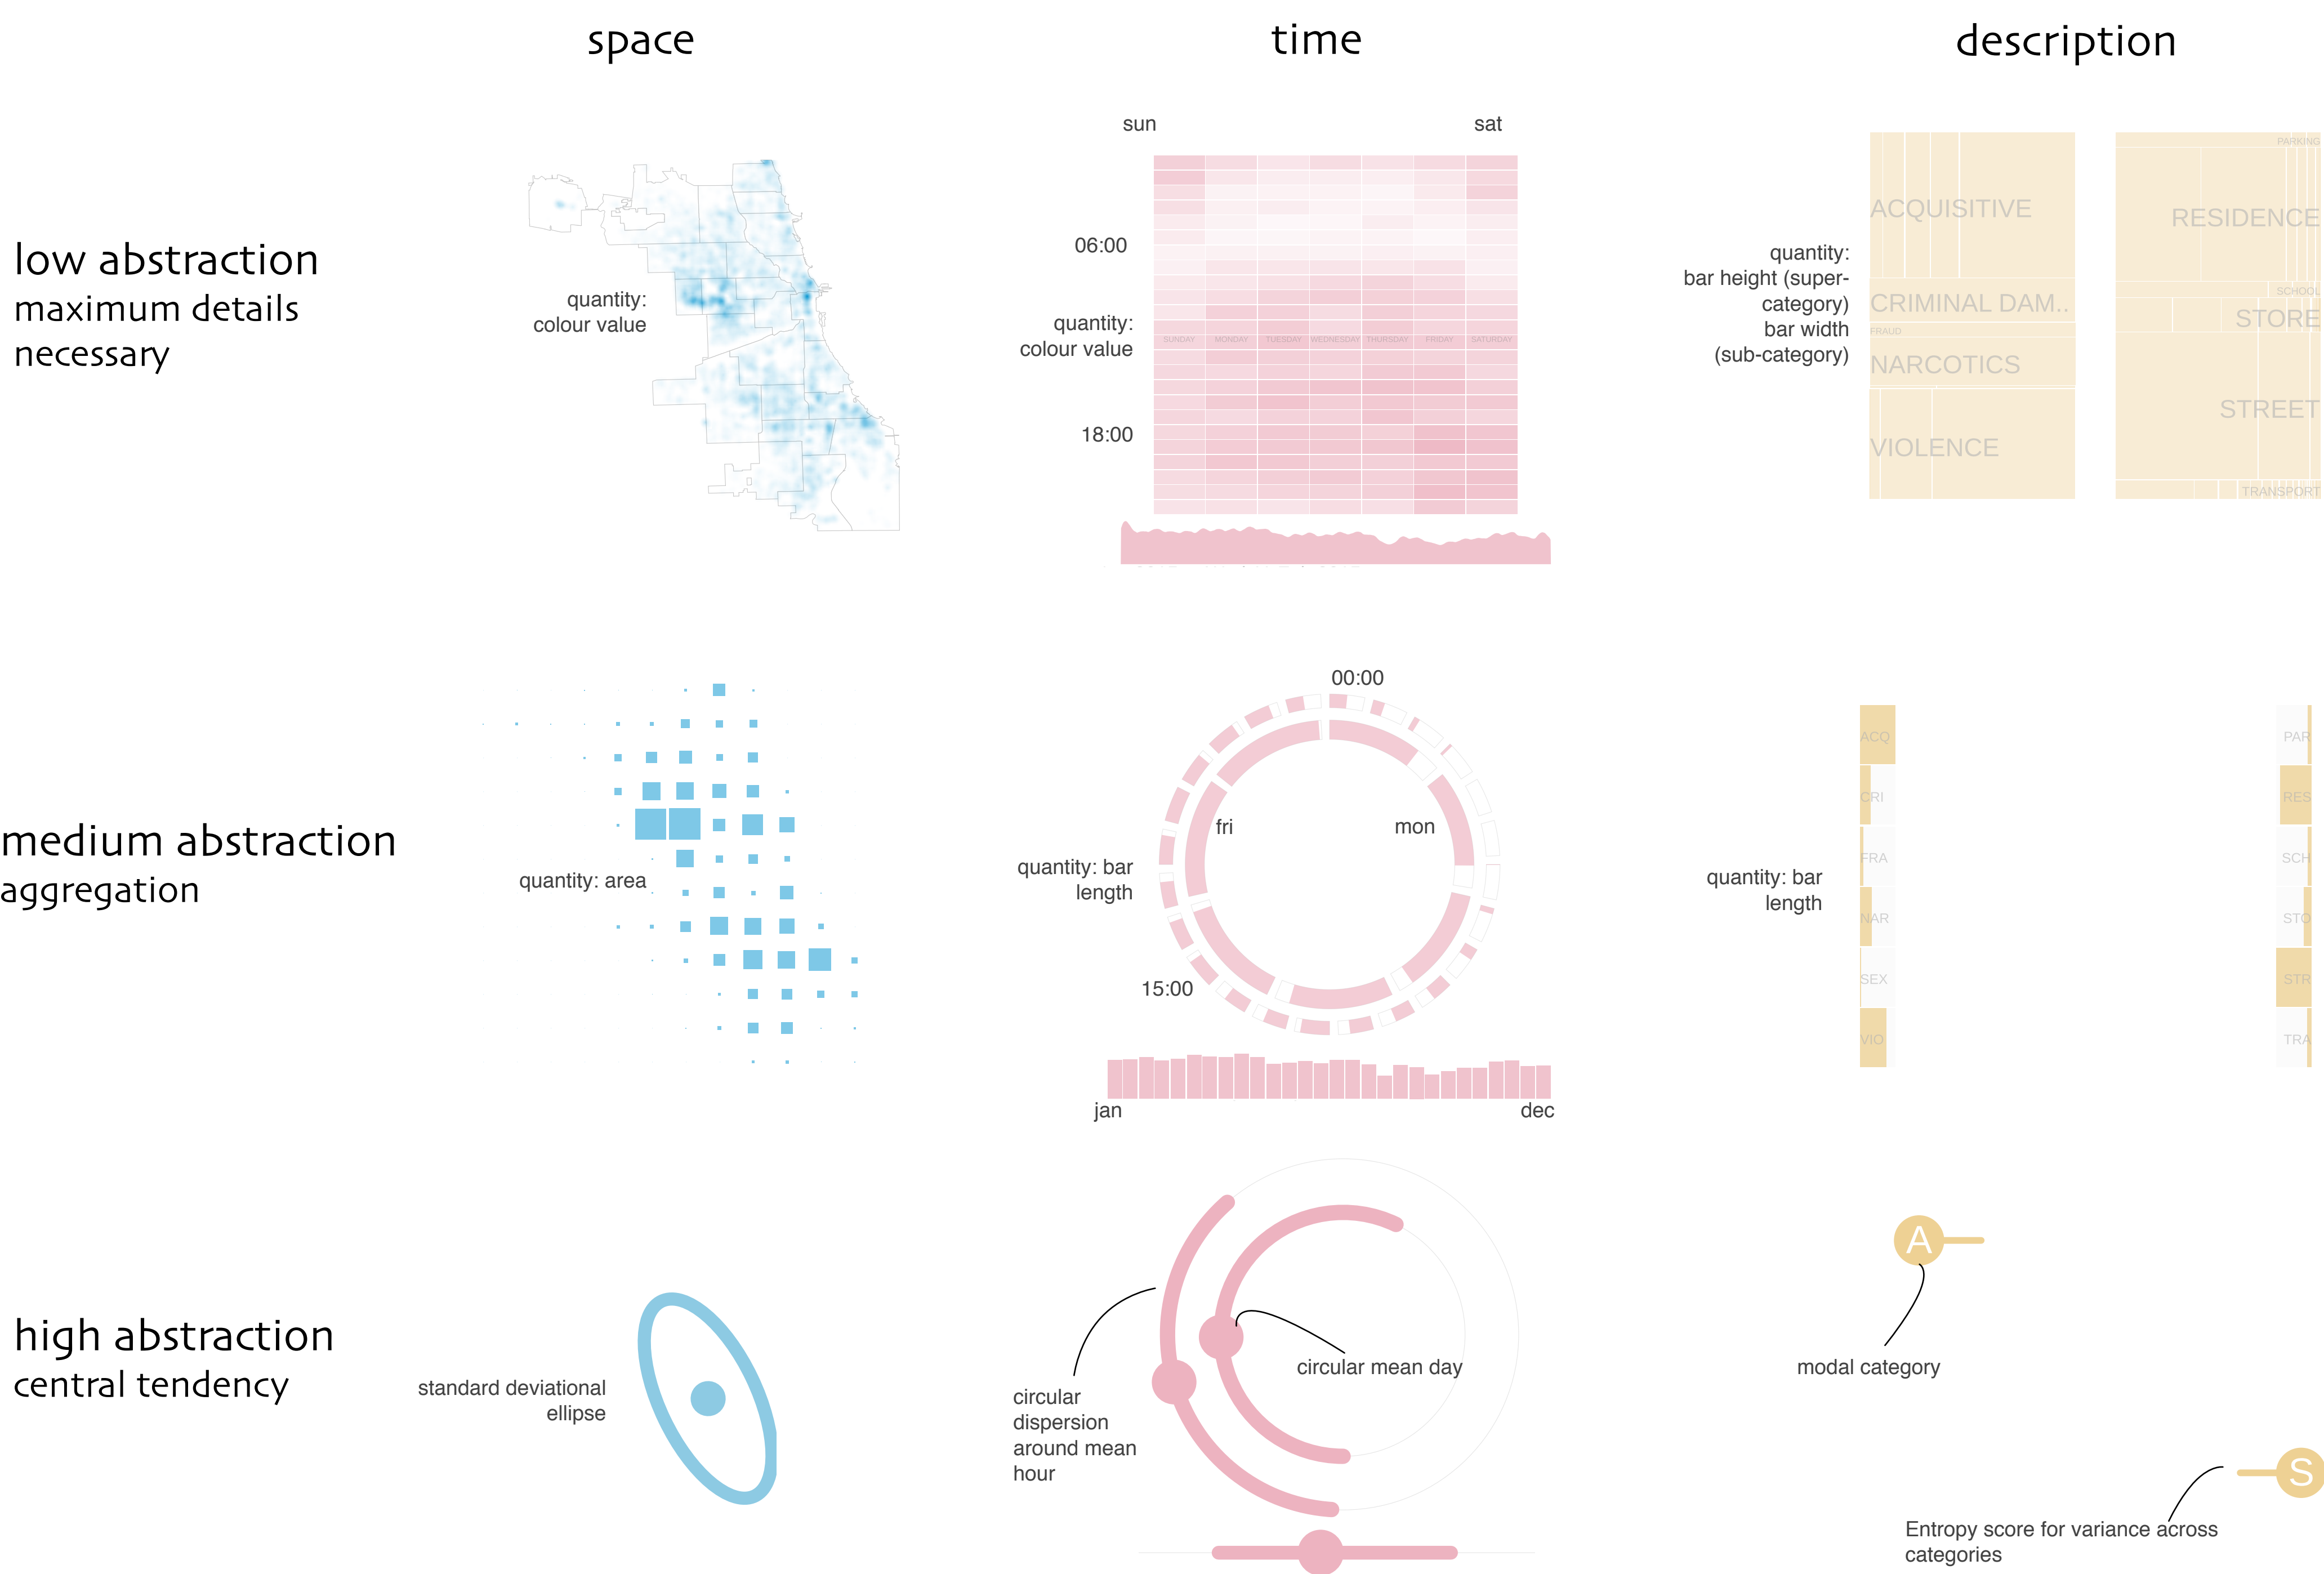 space
time
description
sun
sat
low abstraction
maximum details
necessary
quantity:
colour value
06:00
quantity:
colour value
18:00
SUNDAY
MONDAY
TUESDAY
WEDNESDAY
THURSDAY
FRIDAY
SATURDAY
quantity:
bar height (super-
category)
bar width
(sub-category)
ACQUISITIVE
CRIMINAL DAM..
FRAUD
NARCOTICS
VIOLENCE
PARKING
RESIDENCE
SCHOOL
STORE
STREET
TRANSPORT
medium abstraction
aggregation
quantity: area
00:00
fri
mon
quantity: bar
length
15:00
jan
dec
quantity: bar
length
ACQ
CRI
FRA
NAR
SEX
VIO
PAR
RES
SCH
STO
STR
TRA
high abstraction
central tendency
standard deviational
ellipse
circular mean day
circular
dispersion
around mean
hour
A
modal category
S
Entropy score for variance across
categories